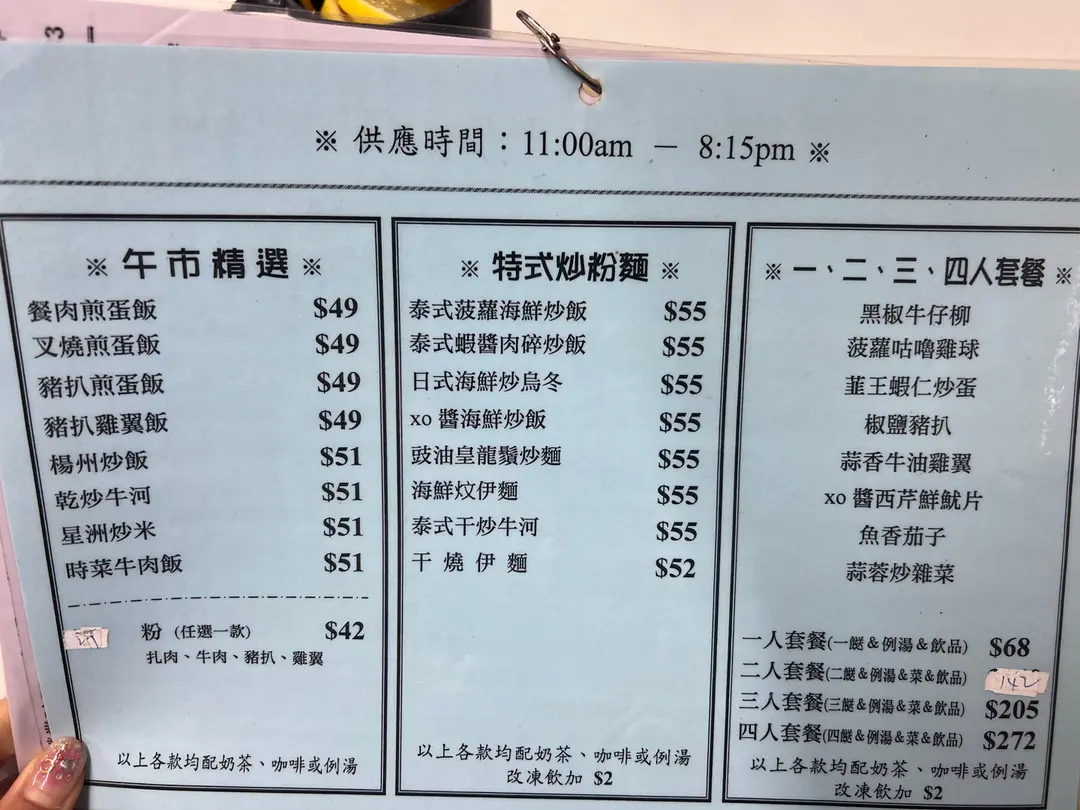 ※ 供應時間：11:00am － 8:15pm ※
※ 午市精選 ※
餐肉煎蛋飯 $49
叉燒煎蛋飯 $49
豬扒煎蛋飯 $49
豬扒雞翼飯 $49
楊州炒飯 $51
乾炒牛河 $51
星洲炒米 $51
時菜牛肉飯 $51
粉 (任選一款) $42
扎肉、牛肉、豬扒、雞翼
以上各款均配奶茶、咖啡或例湯
※ 特式炒粉麵 ※
泰式菠蘿海鮮炒飯 $55
泰式蝦醬肉碎炒飯 $55
日式海鮮炒烏冬 $55
xo 醬海鮮炒飯 $55
豉油皇龍鬚炒麵 $55
海鮮炆伊麵 $55
泰式干炒牛河 $55
干燒伊麵 $52
以上各款均配奶茶、咖啡或例湯
改凍飲加 $2
※ 一、二、三、四人套餐 ※
黑椒牛仔柳
菠蘿咕嚕雞球
韮王蝦仁炒蛋
椒鹽豬扒
蒜香牛油雞翼
xo 醬西芹鮮魷片
魚香茄子
蒜蓉炒雜菜
一人套餐(一餸＆例湯＆飲品) $68
二人套餐(二餸＆例湯＆菜＆飲品) 142
三人套餐(三餸＆例湯＆菜＆飲品) $205
四人套餐(四餸＆例湯＆菜＆飲品) $272
以上各款均配奶茶、咖啡或例湯
改凍飲加 $2